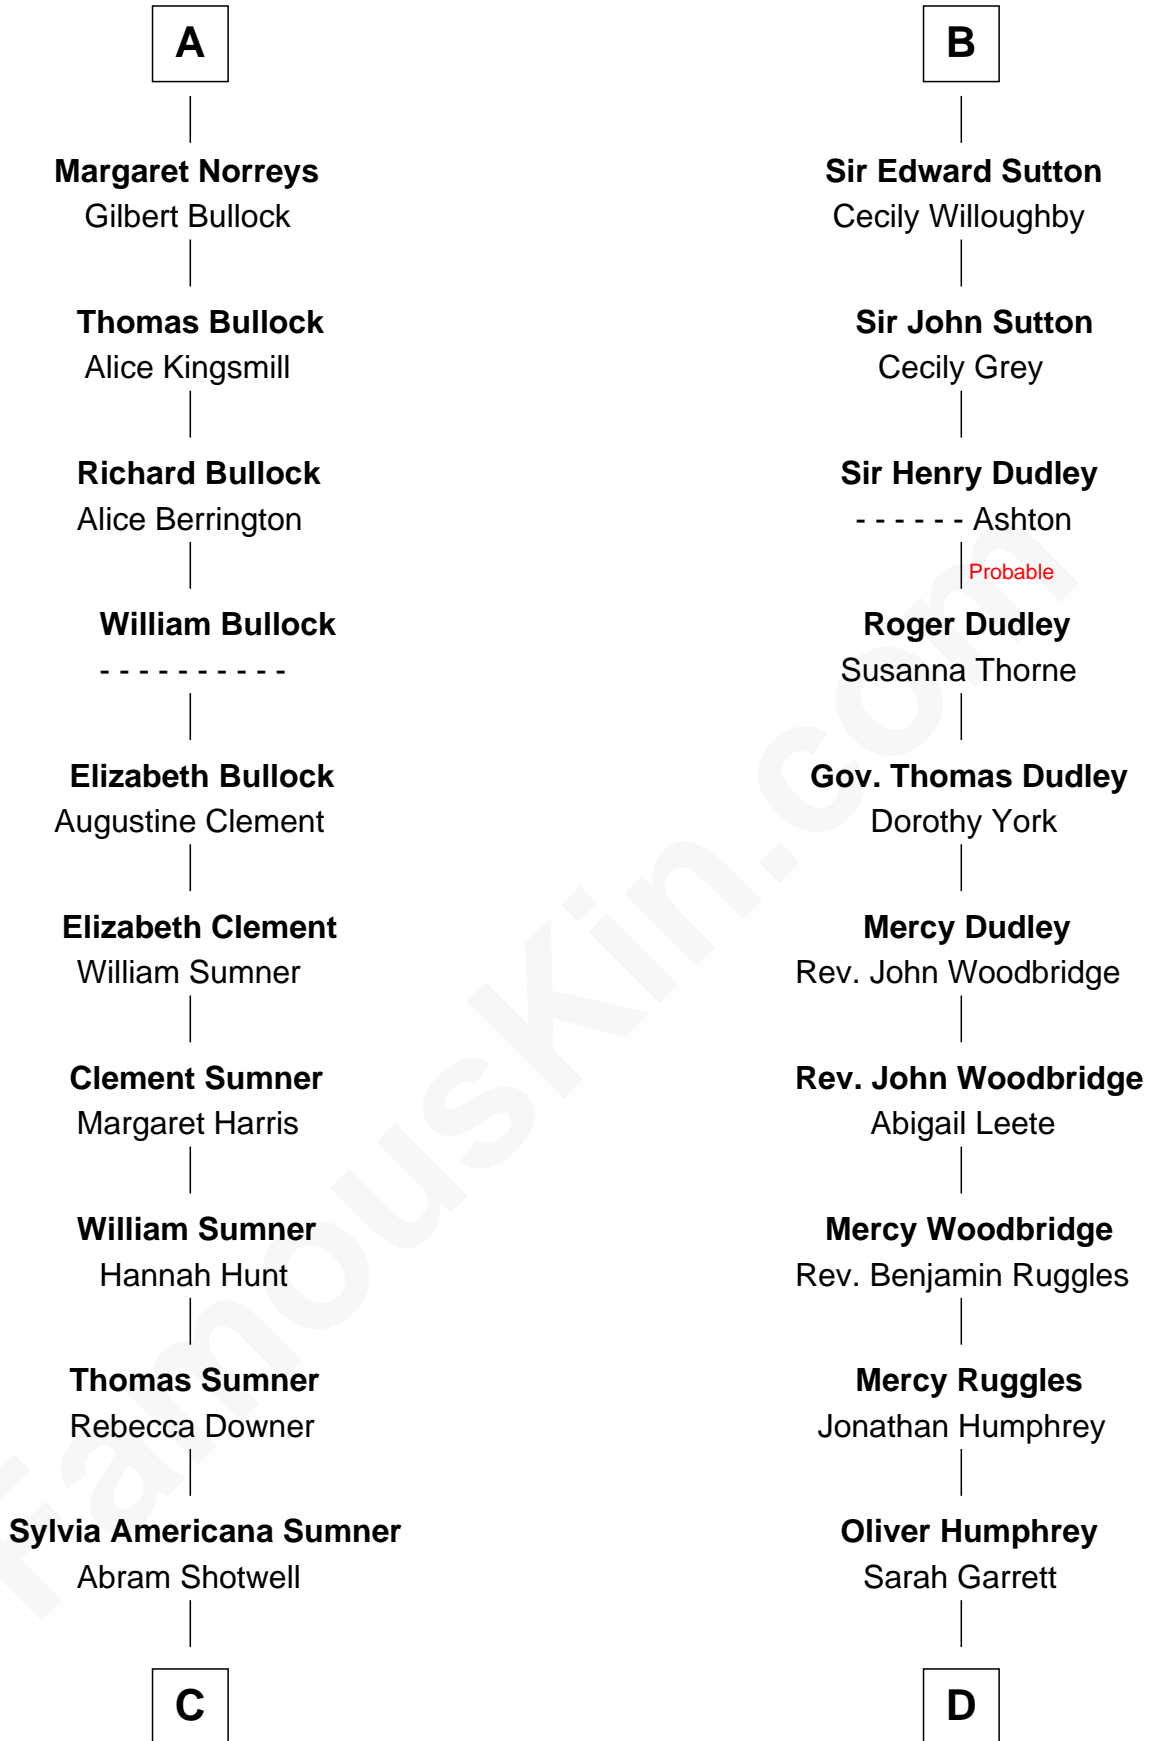 A
Margaret Norreys
Gilbert Bullock
Thomas Bullock
Alice Kingsmill
Richard Bullock
Alice Berrington
William Bullock
- - - - - - - - - -
Elizabeth Bullock
Augustine Clement
Elizabeth Clement
William Sumner
Clement Sumner
Margaret Harris
William Sumner
Hannah Hunt
Thomas Sumner
Rebecca Downer
Sylvia Americana Sumner
Abram Shotwell
C
B
Sir Edward Sutton
Cecily Willoughby
Sir John Sutton
Cecily Grey
Sir Henry Dudley
- - - - - - Ashton
Probable
Roger Dudley
Susanna Thorne
Gov. Thomas Dudley
Dorothy York
Mercy Dudley
Rev. John Woodbridge
Rev. John Woodbridge
Abigail Leete
Mercy Woodbridge
Rev. Benjamin Ruggles
Mercy Ruggles
Jonathan Humphrey
Oliver Humphrey
Sarah Garrett
D
FamousKin.com